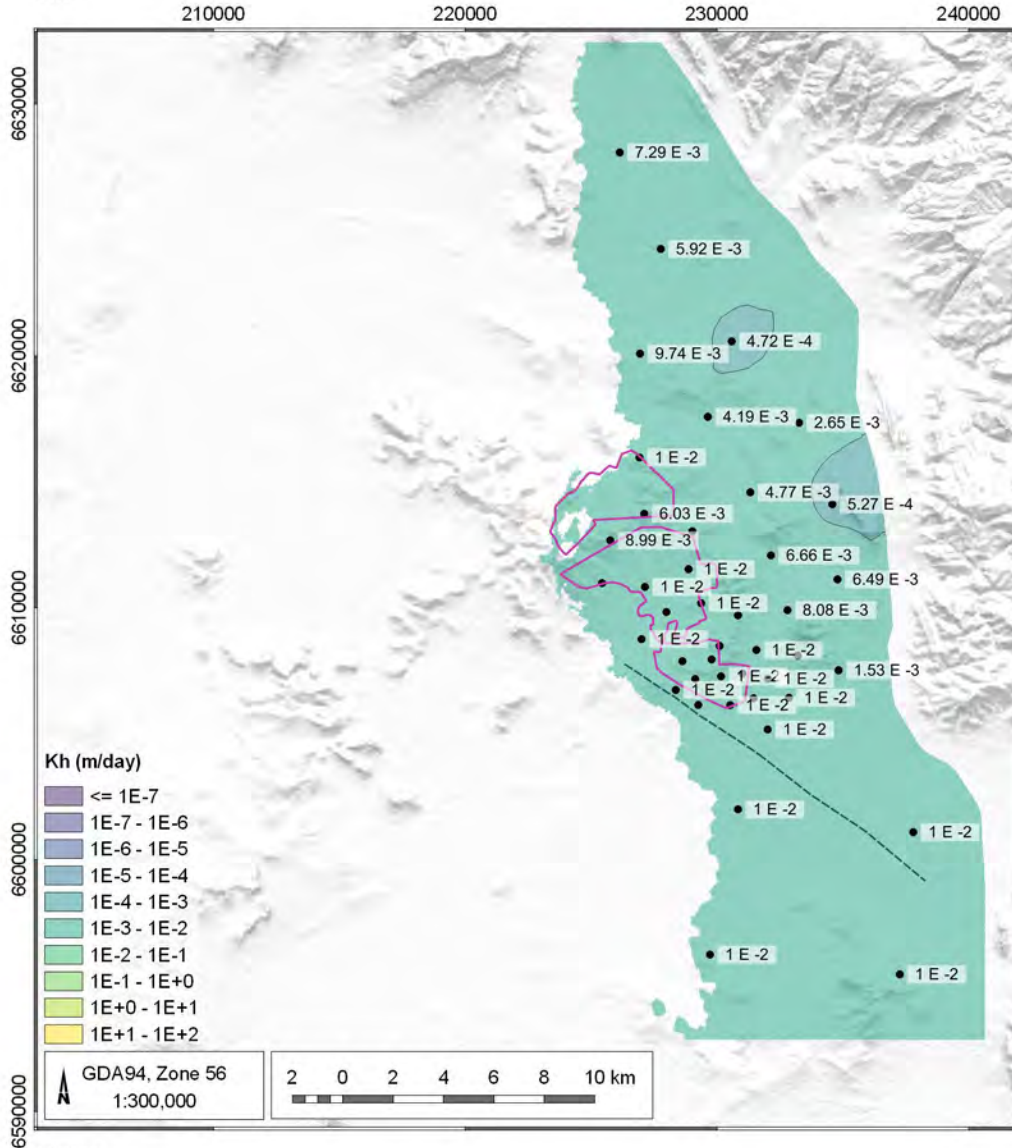 210000 220000 230000 240000
6630000
7.29 E -3
5.92 E -3
4.72 E -4
6620000
9.74 E -3
4.19 E -3
2.65 E -3
1 E -2
4.77 E -3
5.27 E -4
6.03 E -3
8.99 E -3
6.66 E -3
1 E -2
6.49 E -3
1 E -2
6610000
1 E -2
8.08 E -3
1 E -2
1 E -2
1.53 E -3
1 E -2
1 E -2
1 E -2
1 E -2
1 E -2
1 E -2
Kh (m/day)
<= 1E-7
1E-7 - 1E-6
1E-6 - 1E-5
1E-5 - 1E-4
1E-4 - 1E-3
1E-3 - 1E-2
1E-2 - 1E-1
1E-1 - 1E+0
1E+0 - 1E+1
1E+1 - 1E+2
1E -2
1 E -2
1 E -2
6600000
1 E -2
1 E -2
N
GDA94, Zone 56
1:300,000
2 0 2 4 6 8 10 km
6590000